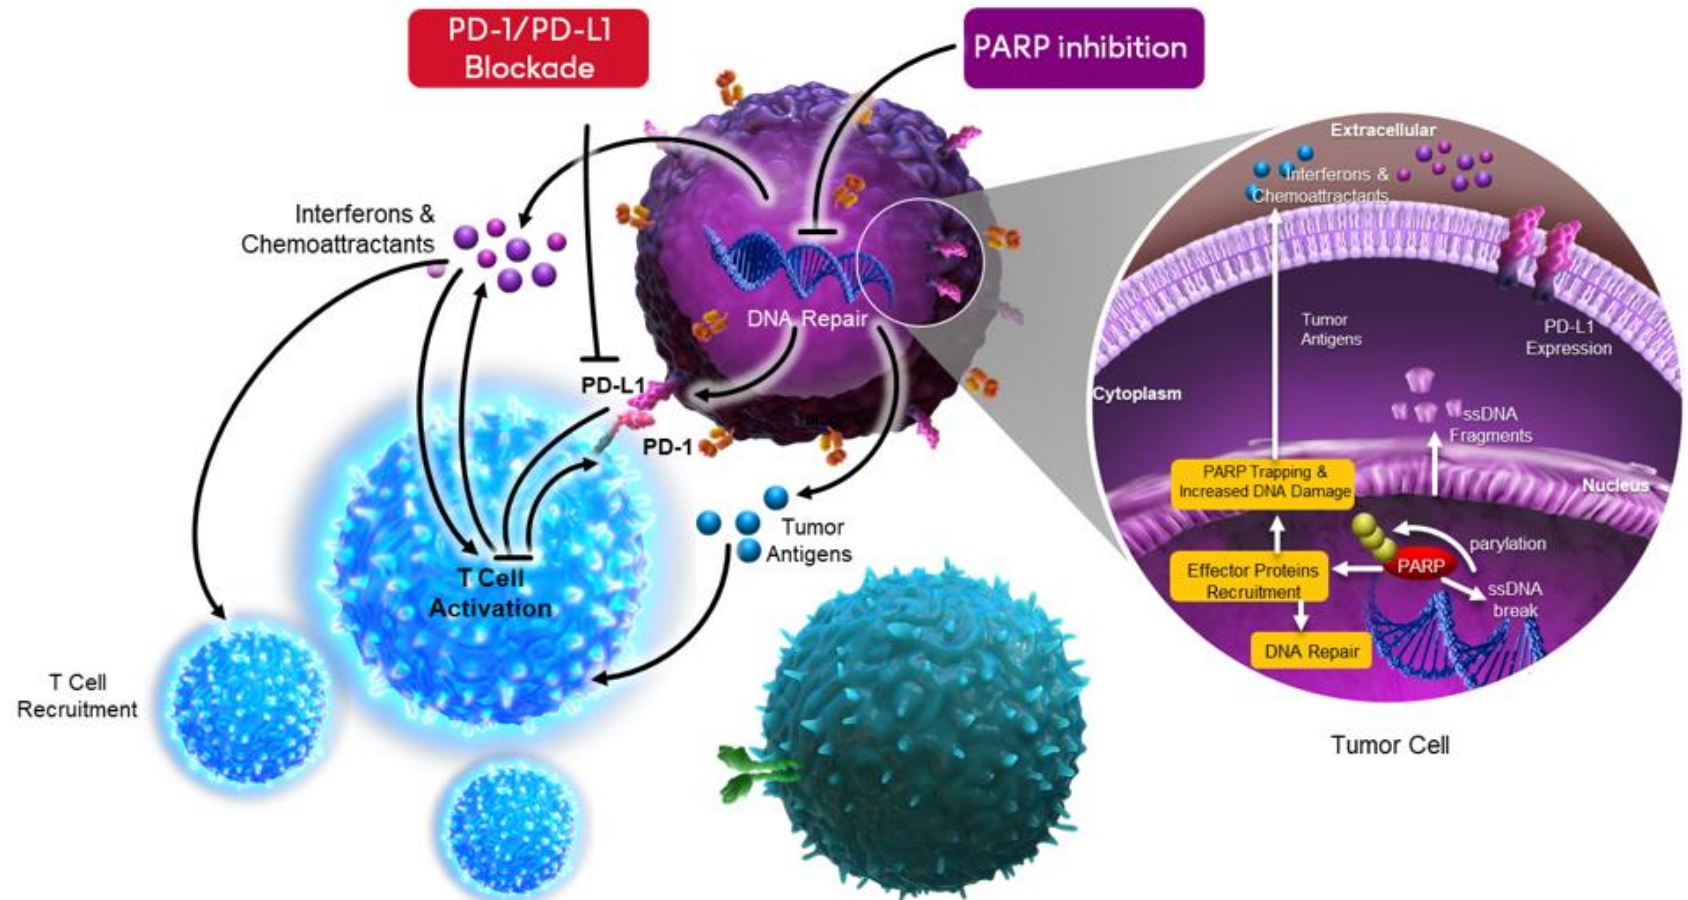 PD-1/PD-L1
Blockade
PARP inhibition
Interferons &
Chemoattractants
DNA Repair
PD-L1
PD-1
Tumor
Antigens
T Cell
Activation
T Cell
Recruitment
Extracellular
Interferons &
Chemoattractants
Tumor
Antigens
PD-L1
Expression
Cytoplasm
ssDNA
Fragments
PARP Trapping &
Increased DNA Damage
Nucleus
parylation
PARP
Effector Proteins
Recruitment
ssDNA
break
DNA Repair
Tumor Cell